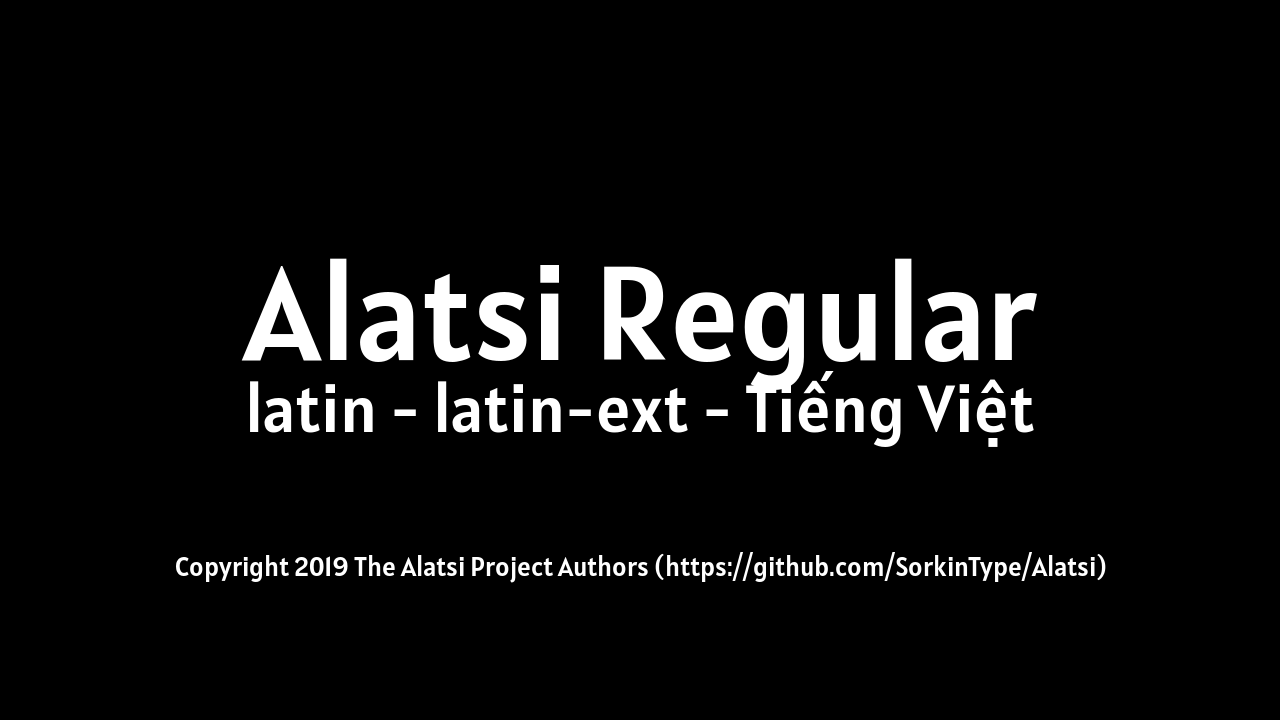 Alatsi Regular
latin - latin-ext - Tiếng Việt
Copyright 2019 The Alatsi Project Authors (https://github.com/SorkinType/Alatsi)